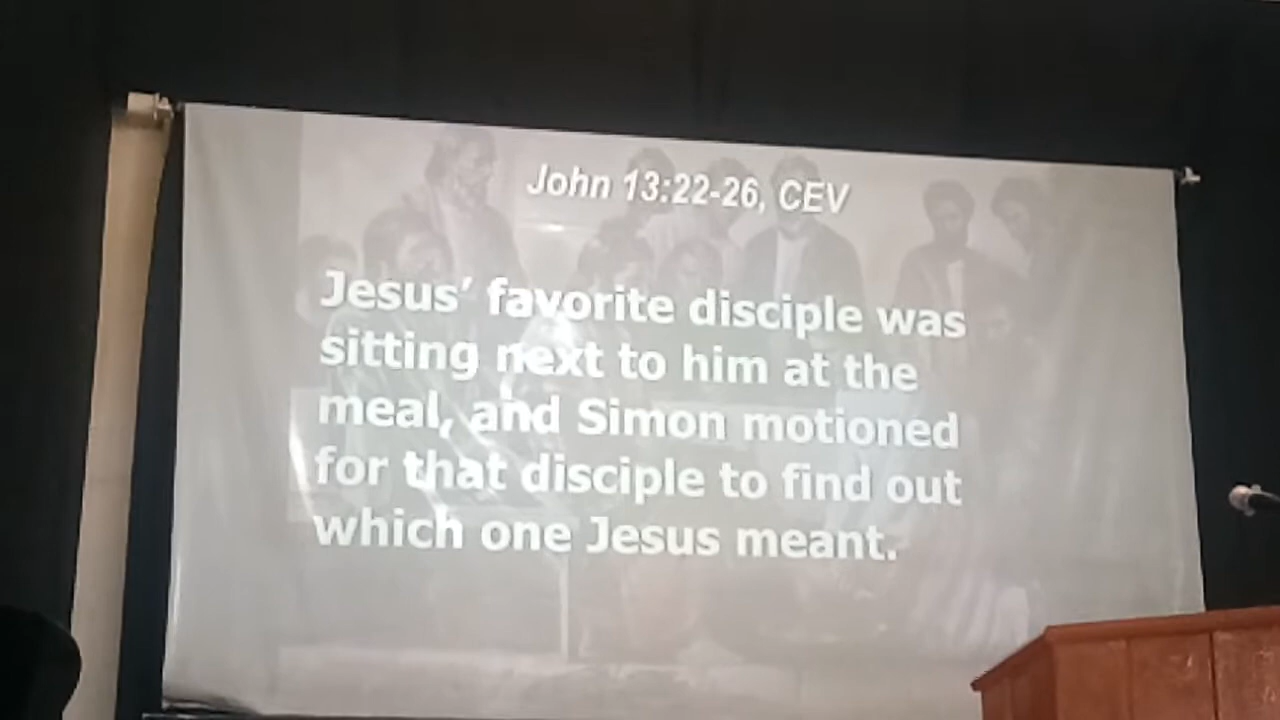 John 13:22-26, CEV
Jesus’ favorite disciple was
sitting next to him at the
meal, and Simon motioned
for that disciple to find out
which one Jesus meant.